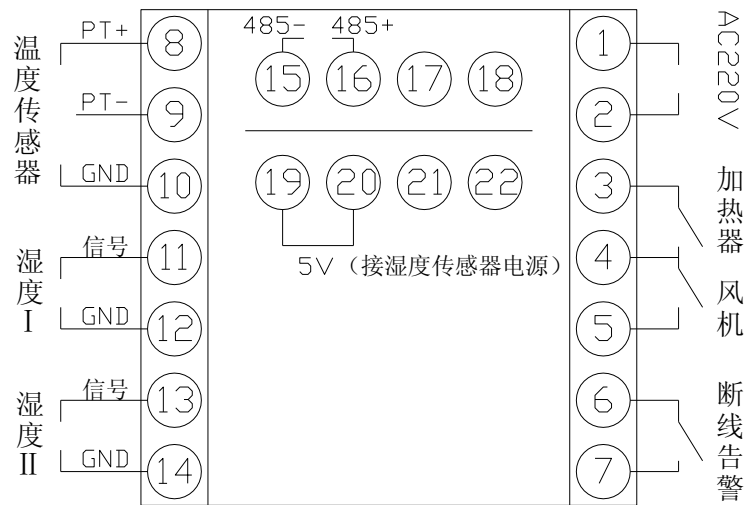 温度传感器
PT+
8
PT-
9
GND
10
湿度Ⅰ
信号
11
GND
12
湿度Ⅱ
信号
13
GND
14
485-
485+
15
16
17
18
19
20
21
22
5V（接湿度传感器电源）
1
2
3
4
5
6
7
AC220V
加热器
风机
断线告警